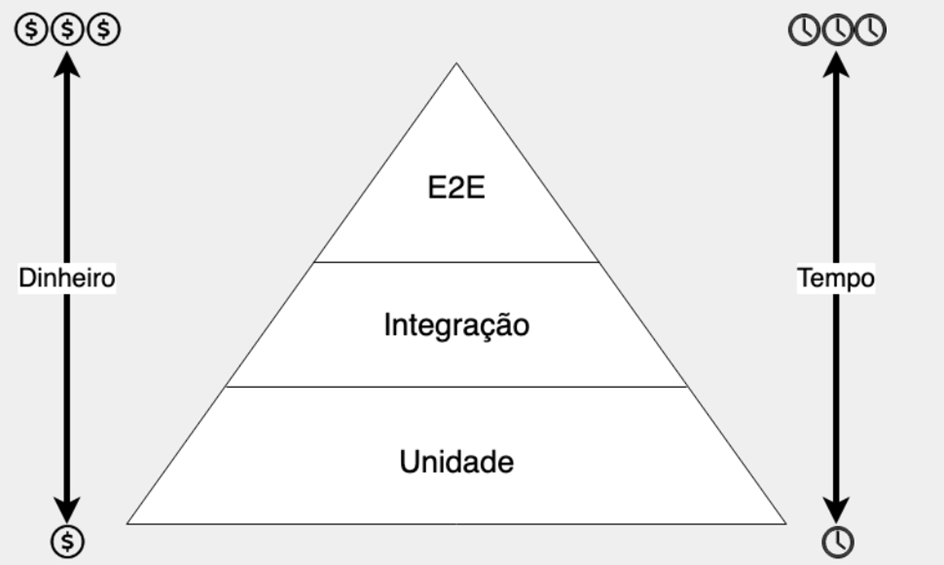 $ $ $
E2E
Dinheiro
Tempo
Integração
Unidade
$